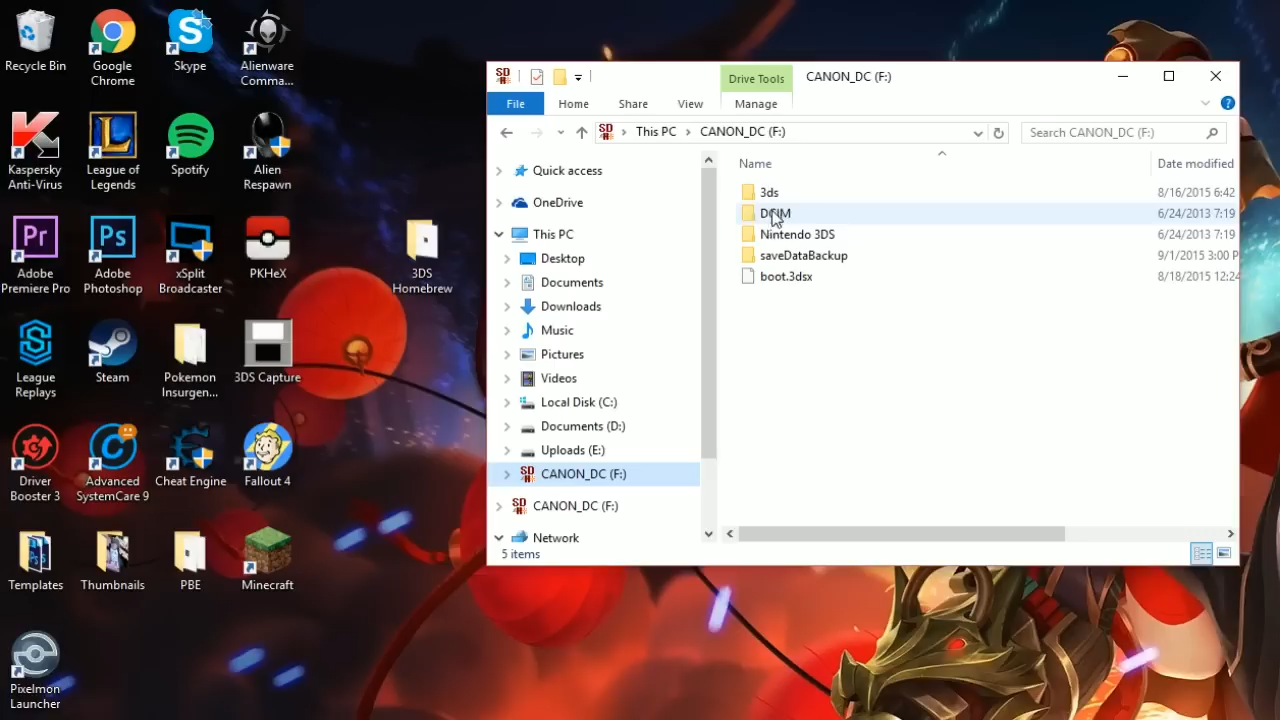 Recycle Bin
Google
Chrome
Skype
Alienware
Comma...
Kaspersky
Anti-Virus
League of
Legends
Spotify
Alien
Respawn
Pr
Adobe
Premiere Pro
Ps
Adobe
Photoshop
xSplit
Broadcaster
PKHeX
3DS
Homebrew
League
Replays
Steam
Pokemon
Insurgen...
3DS Capture
Driver
Booster 3
Advanced
SystemCare 9
Cheat Engine
Fallout 4
Templates
Thumbnails
PBE
Minecraft
Pixelmon
Launcher
Drive Tools
CANON_DC (F:)
File
Home
Share
View
Manage
This PC
CANON_DC (F:)
Search CANON_DC (F:)
Quick access
OneDrive
This PC
Desktop
Documents
Downloads
Music
Pictures
Videos
Local Disk (C:)
Documents (D:)
Uploads (E:)
CANON_DC (F:)
CANON_DC (F:)
Network
Name
Date modified
3ds
8/16/2015 6:42
DCIM
6/24/2013 7:19
Nintendo 3DS
6/24/2013 7:19
saveDataBackup
9/1/2015 3:00 P
boot.3dsx
8/18/2015 12:24
5 items